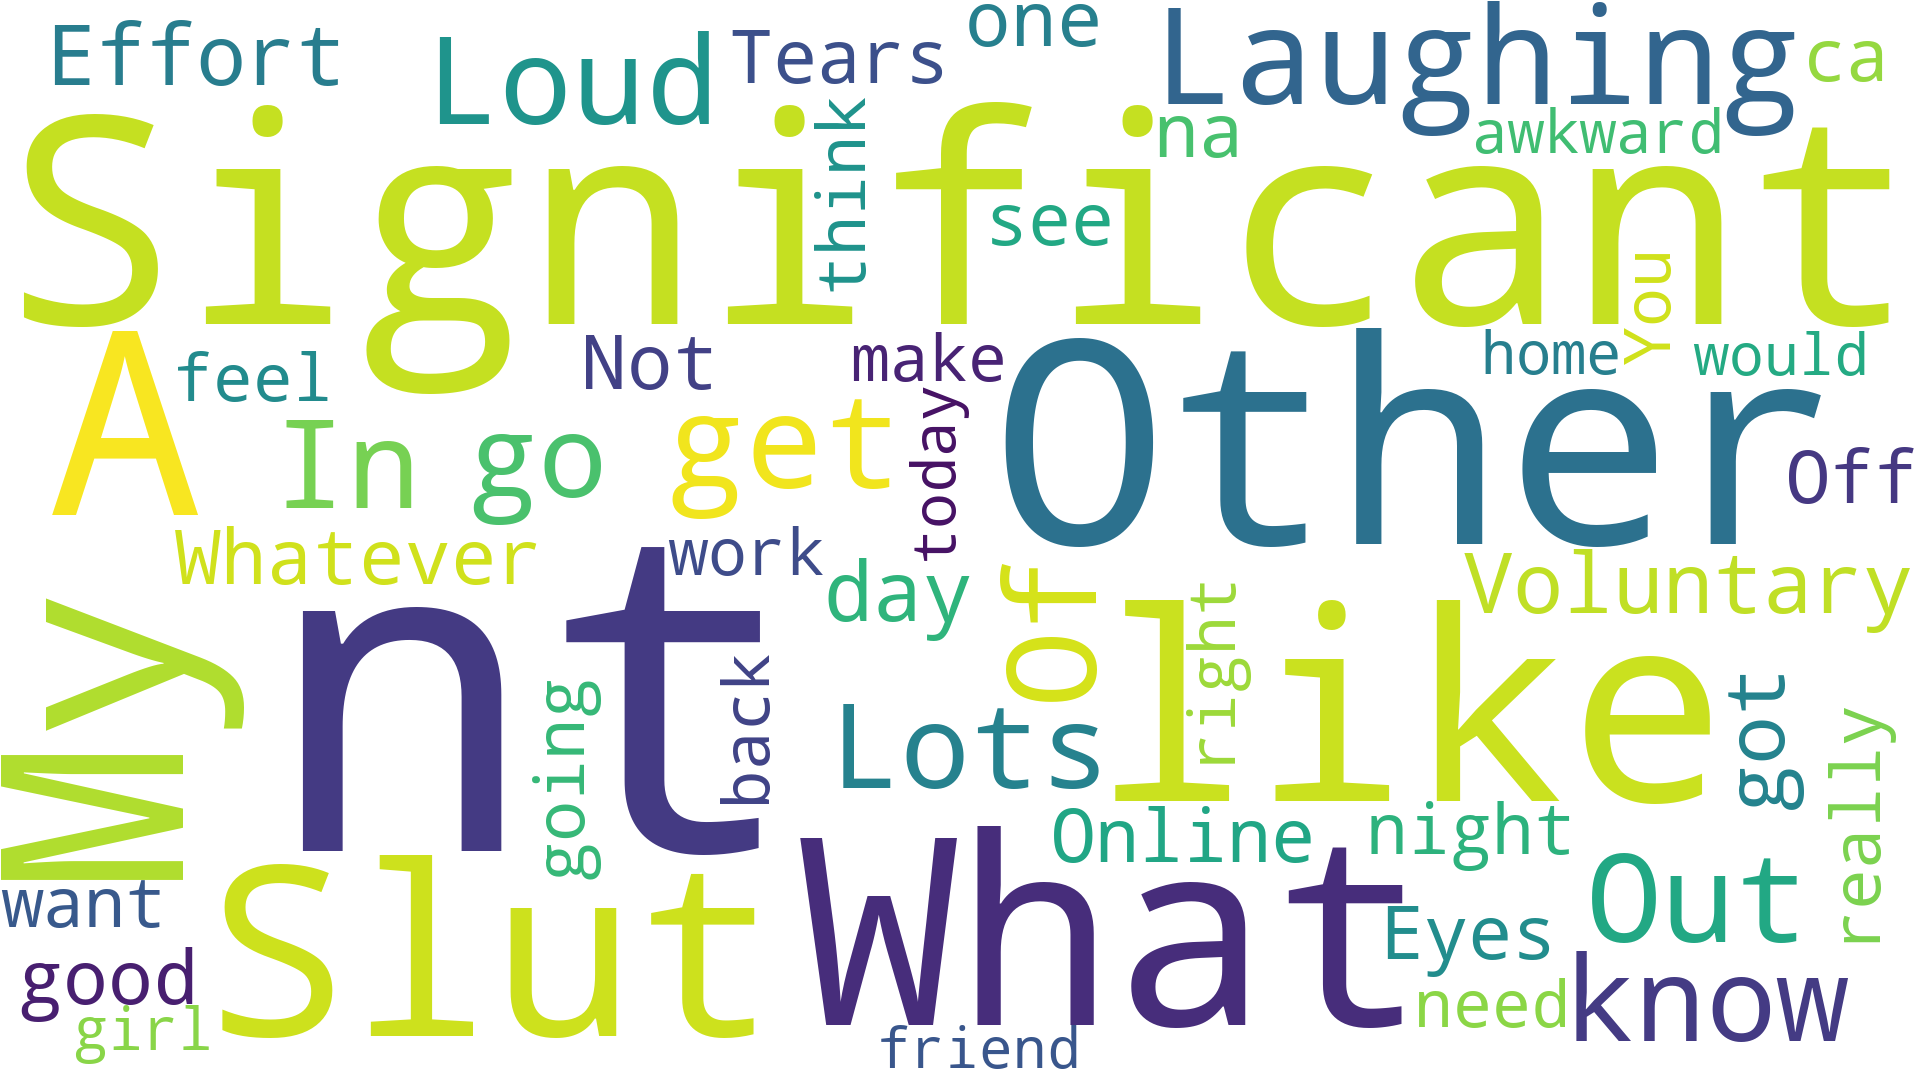 Effort
Loud
Tears
one
Laughing
ca
Significant
think
na
awkward
see
You
A
feel
Not
make
Other
home
would
In
go
get
today
Off
Whatever
work
My
nt
day
of
like
right
Voluntary
going
back
Lots
got
really
Online
night
want
Slut
What
Eyes
Out
good
need
know
girl
friend